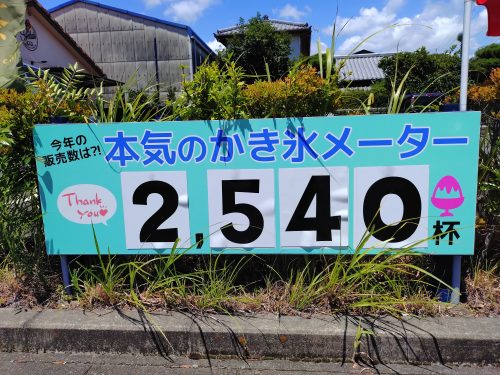 今年の
販売数は?!
本気のかき氷メーター
Thank
you
2,540
杯